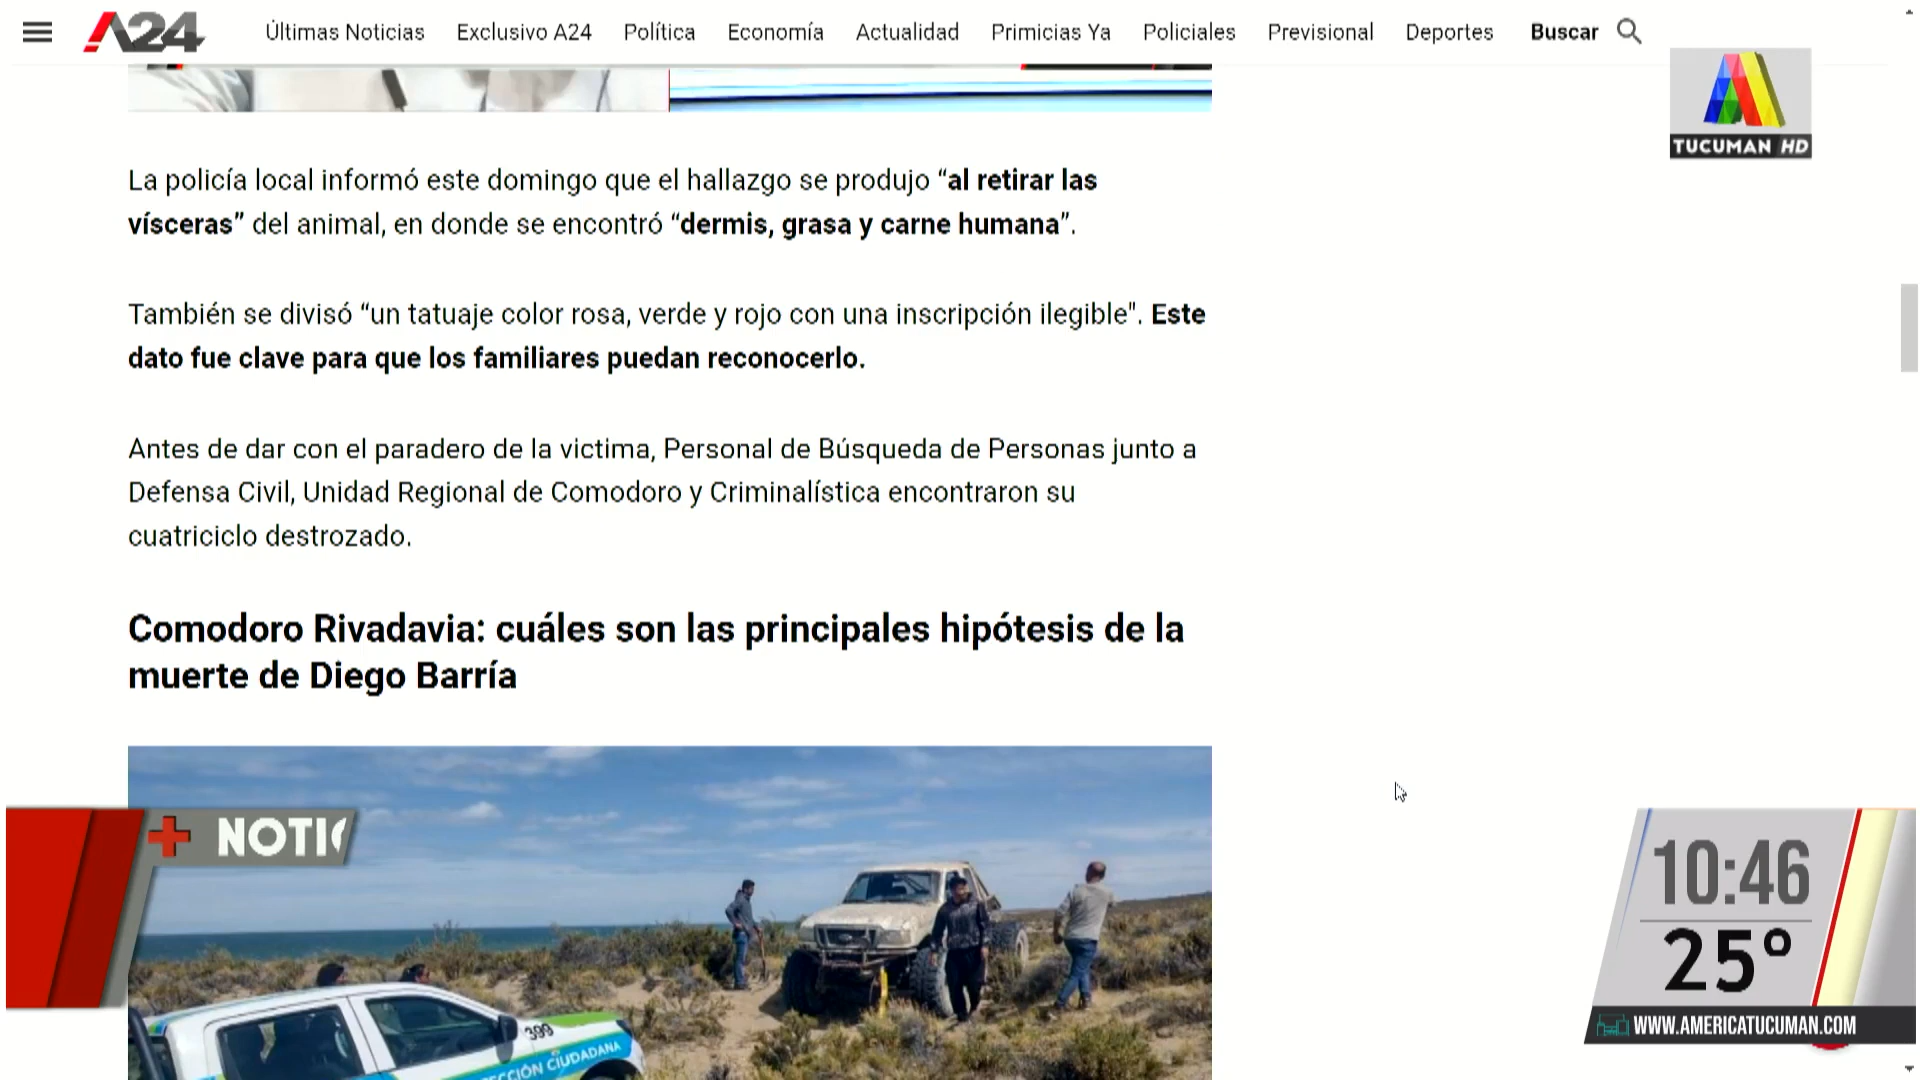 A24
Últimas Noticias
Exclusivo A24
Política
Economía
Actualidad
Primicias Ya
Policiales
Previsional
Deportes
Buscar
TUCUMAN HD
La policía local informó este domingo que el hallazgo se produjo “al retirar las
vísceras” del animal, en donde se encontró “dermis, grasa y carne humana”.
También se divisó “un tatuaje color rosa, verde y rojo con una inscripción ilegible". Este
dato fue clave para que los familiares puedan reconocerlo.
Antes de dar con el paradero de la victima, Personal de Búsqueda de Personas junto a
Defensa Civil, Unidad Regional de Comodoro y Criminalística encontraron su
cuatriciclo destrozado.
Comodoro Rivadavia: cuáles son las principales hipótesis de la
muerte de Diego Barría
+ NOTI
10:46
25°
WWW.AMERICATUCUMAN.COM
399
CIUDADANA